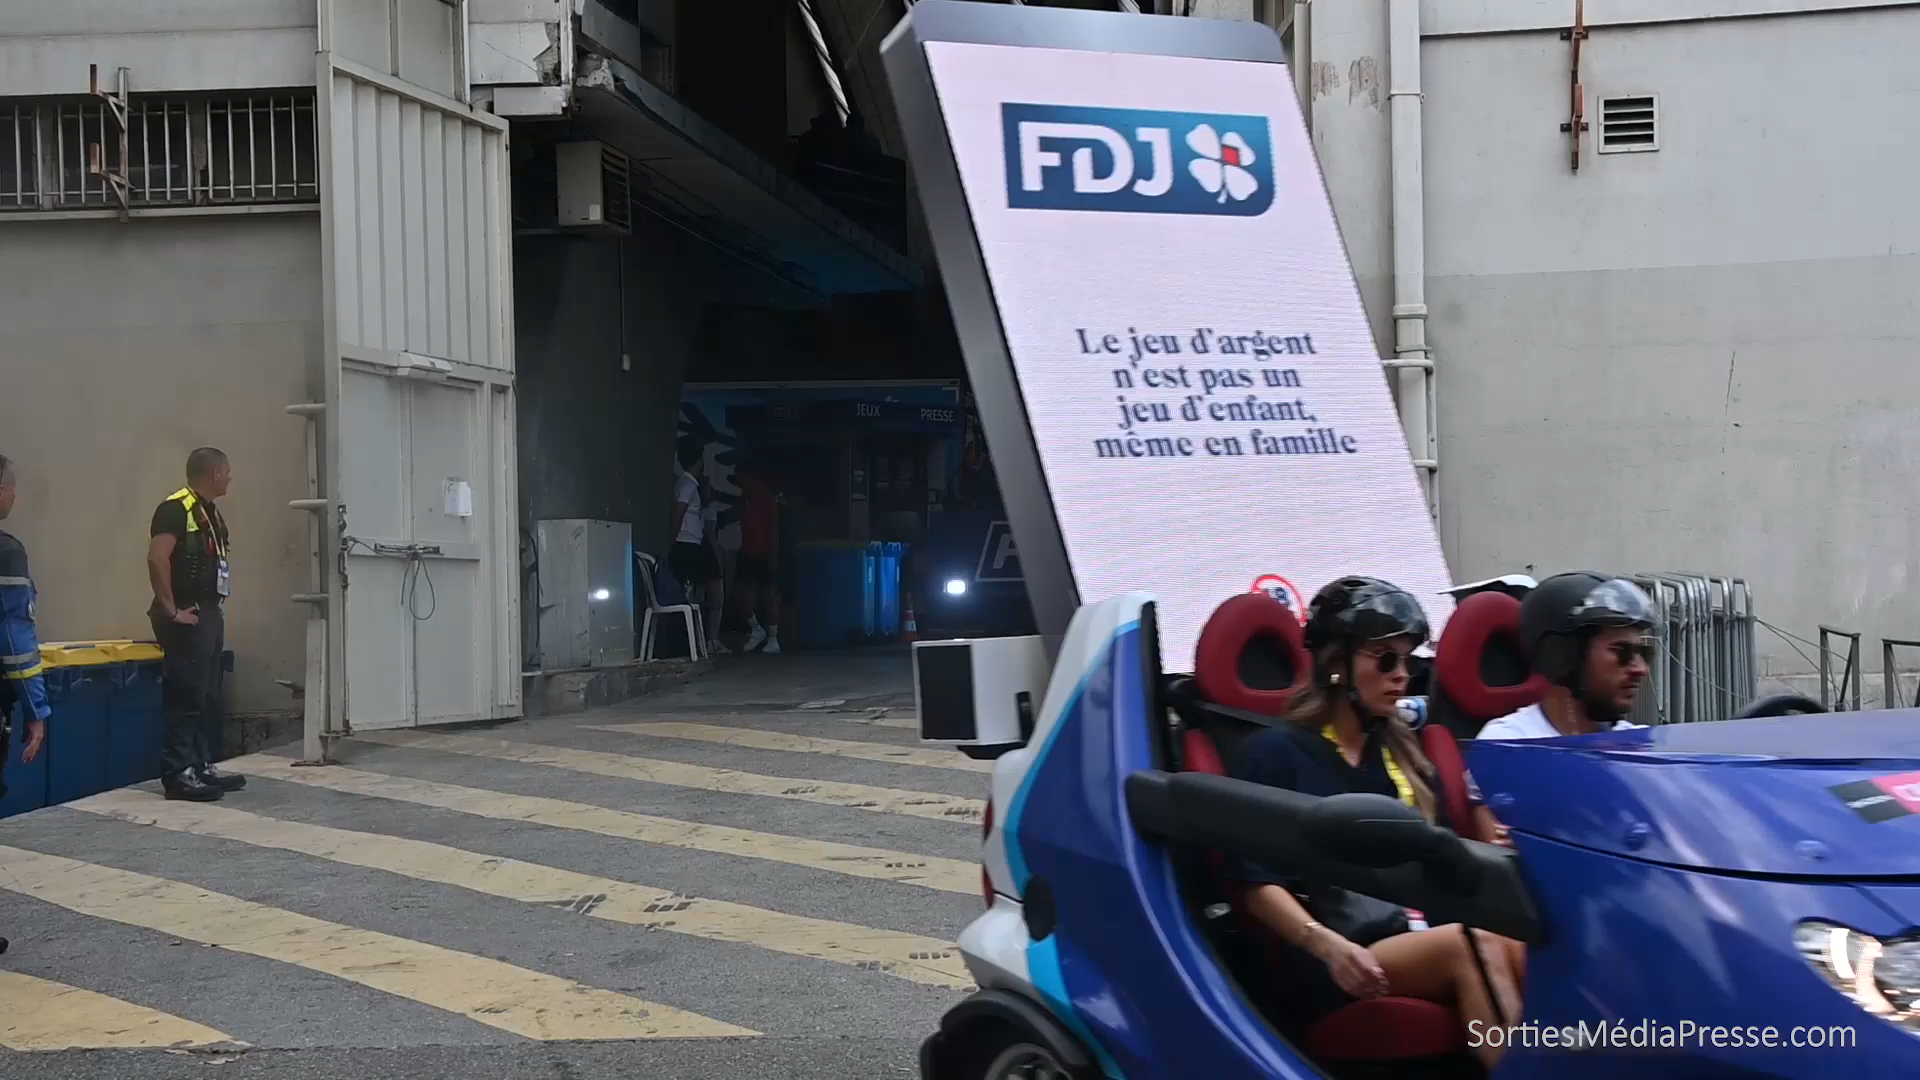 FDJ
Le jeu d'argent
n'est pas un
jeu d'enfant,
même en famille
JEUX PRESSE
SortiesMédiaPresse.com